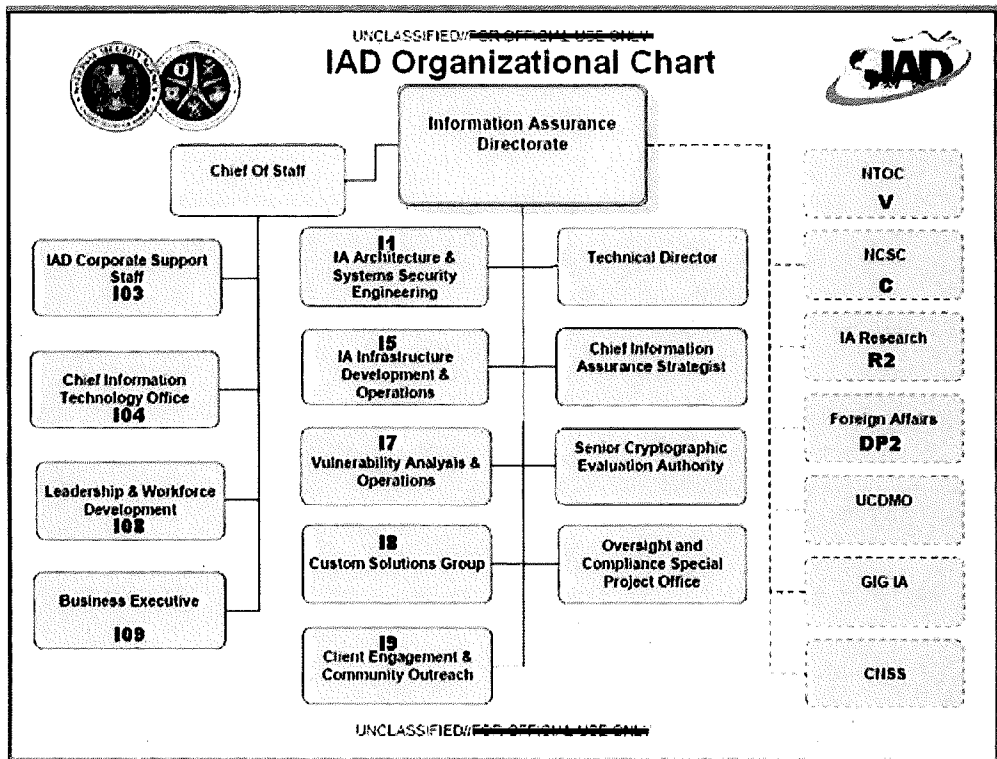 UNCLASSIFIED//FOR OFFICIAL USE ONLY
IAD Organizational Chart
IAD
Information Assurance
Directorate
Chief Of Staff
IAD Corporate Support
Staff
I03
Chief Information
Technology Office
I04
Leadership & Workforce
Development
I08
Business Executive
I09
I1
IA Architecture &
Systems Security
Engineering
I5
IA Infrastructure
Development &
Operations
I7
Vulnerability Analysis &
Operations
I8
Custom Solutions Group
I9
Client Engagement &
Community Outreach
Technical Director
Chief Information
Assurance Strategist
Senior Cryptographic
Evaluation Authority
Oversight and
Compliance Special
Project Office
NTOC
V
NCSC
C
IA Research
R2
Foreign Affairs
DP2
UCDMO
GIG IA
CNSS
UNCLASSIFIED//FOR OFFICIAL USE ONLY